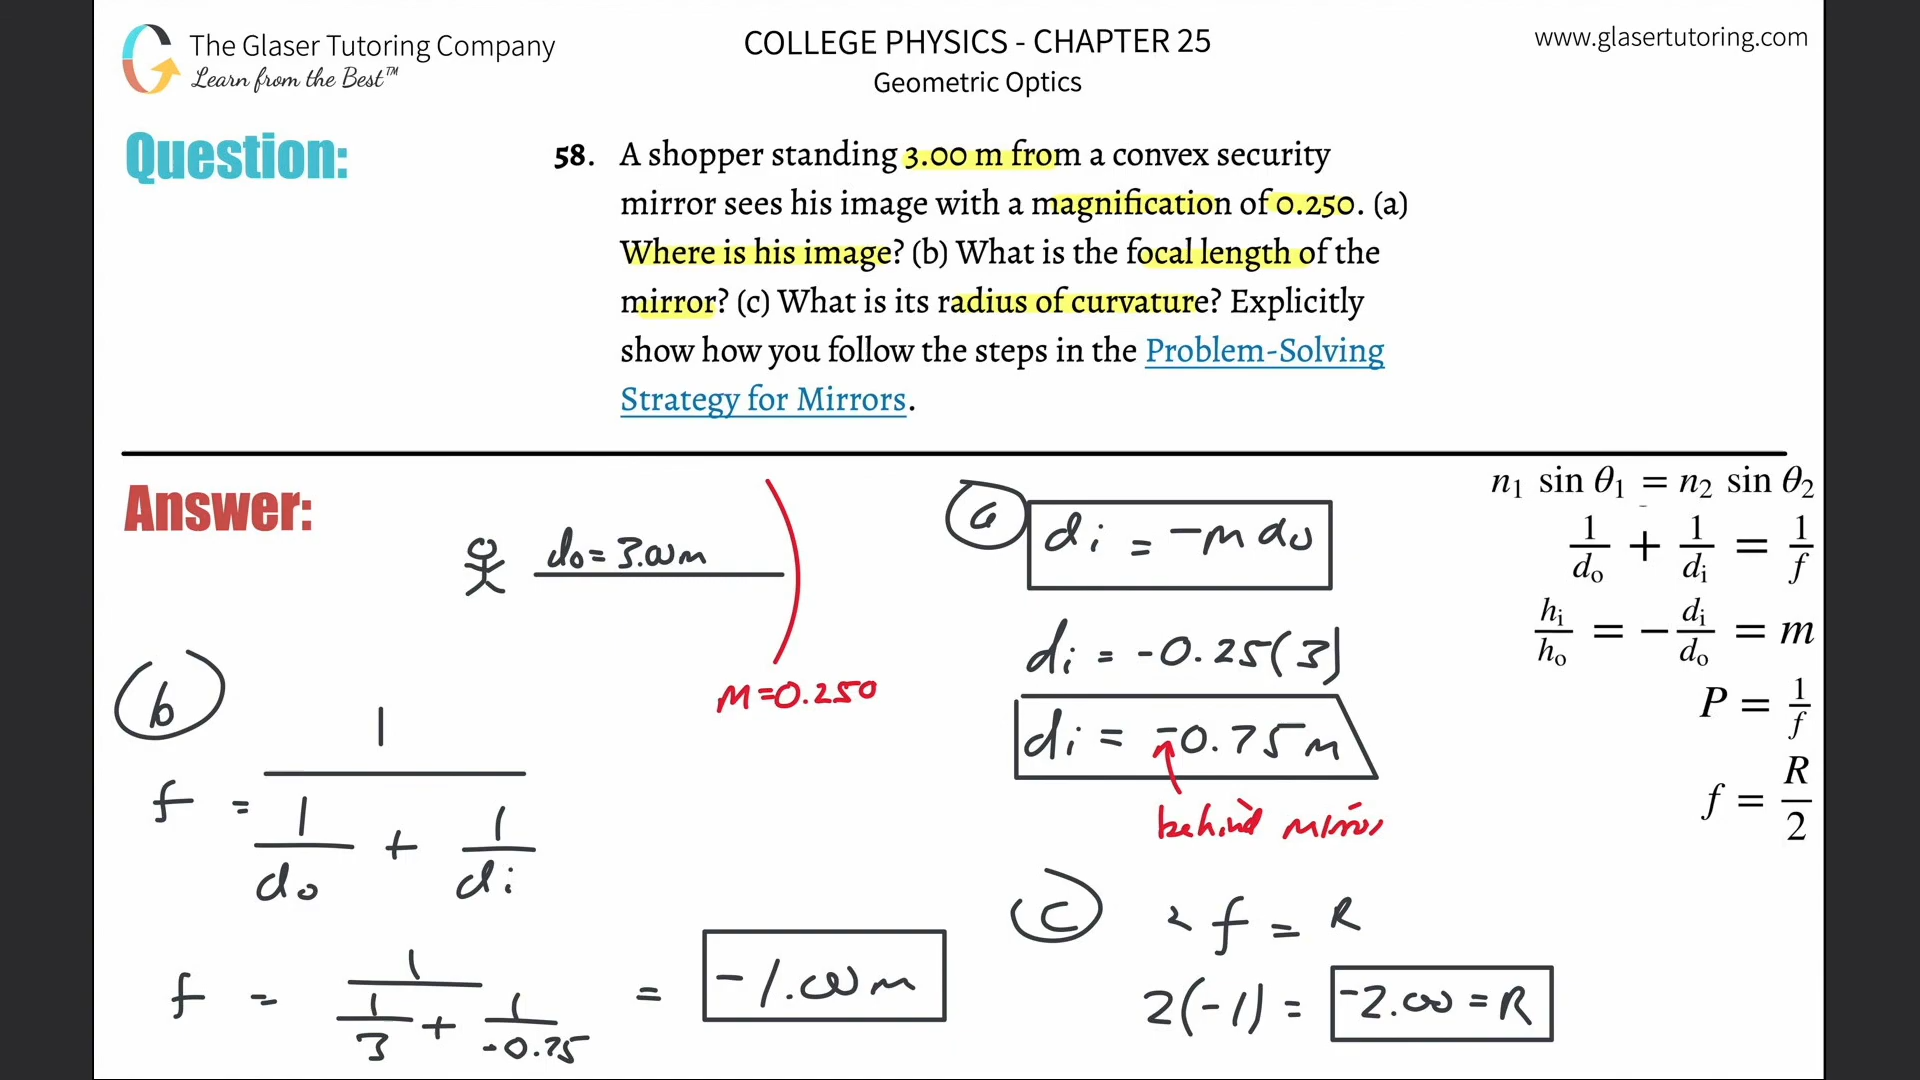 The Glaser Tutoring Company
Learn from the Best™
COLLEGE PHYSICS - CHAPTER 25
Geometric Optics
www.glasertutoring.com
Question:
58. A shopper standing 3.00 m from a convex security
mirror sees his image with a magnification of 0.250. (a)
Where is his image? (b) What is the focal length of the
mirror? (c) What is its radius of curvature? Explicitly
show how you follow the steps in the Problem-Solving
Strategy for Mirrors.
Answer:
do = 3.00m
M = 0.250
a
di = -m do
di = -0.25(3)
di = -0.75m
behind mirror
b
f = 1 / (1/do + 1/di)
f = 1 / (1/3 + 1/-0.75) = -1.00m
c
2f = R
2(-1) = -2.00 = R
n₁ sin θ₁ = n₂ sin θ₂
1/dₒ + 1/dᵢ = 1/f
hᵢ/hₒ = −dᵢ/dₒ = m
P = 1/f
f = R/2